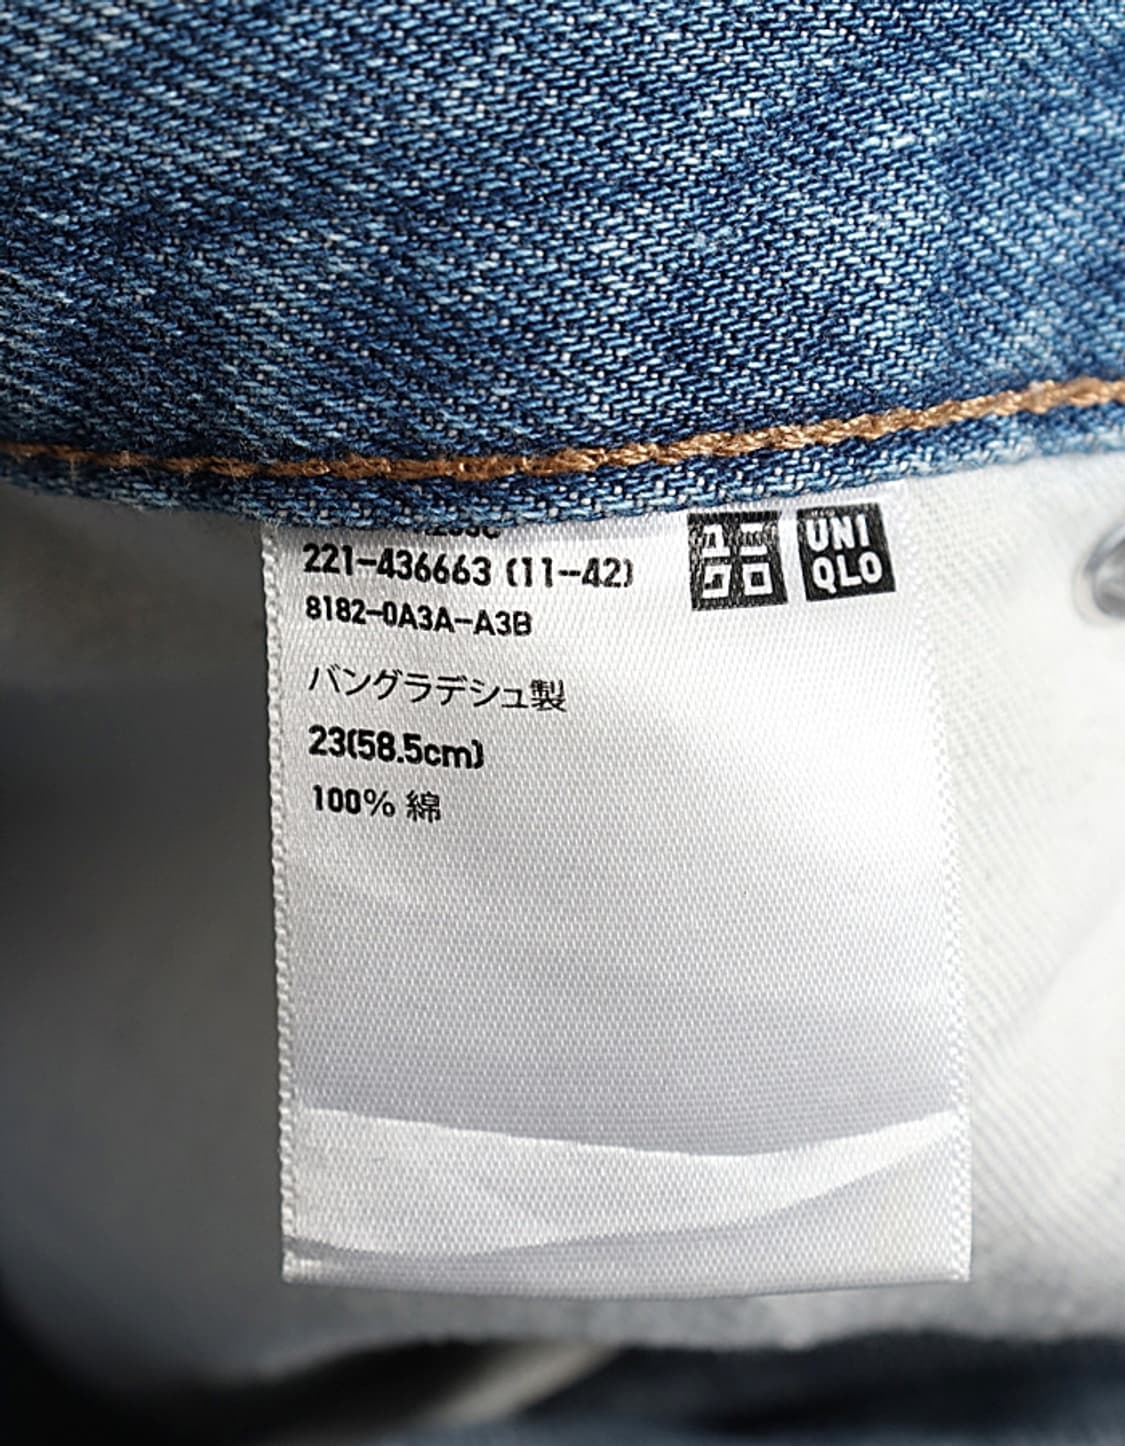 221-436663 (11-42)
8182-0A3A-A3B
バングラデシュ製
23(58.5cm)
100% 綿
ユニクロ
UNI
QLO